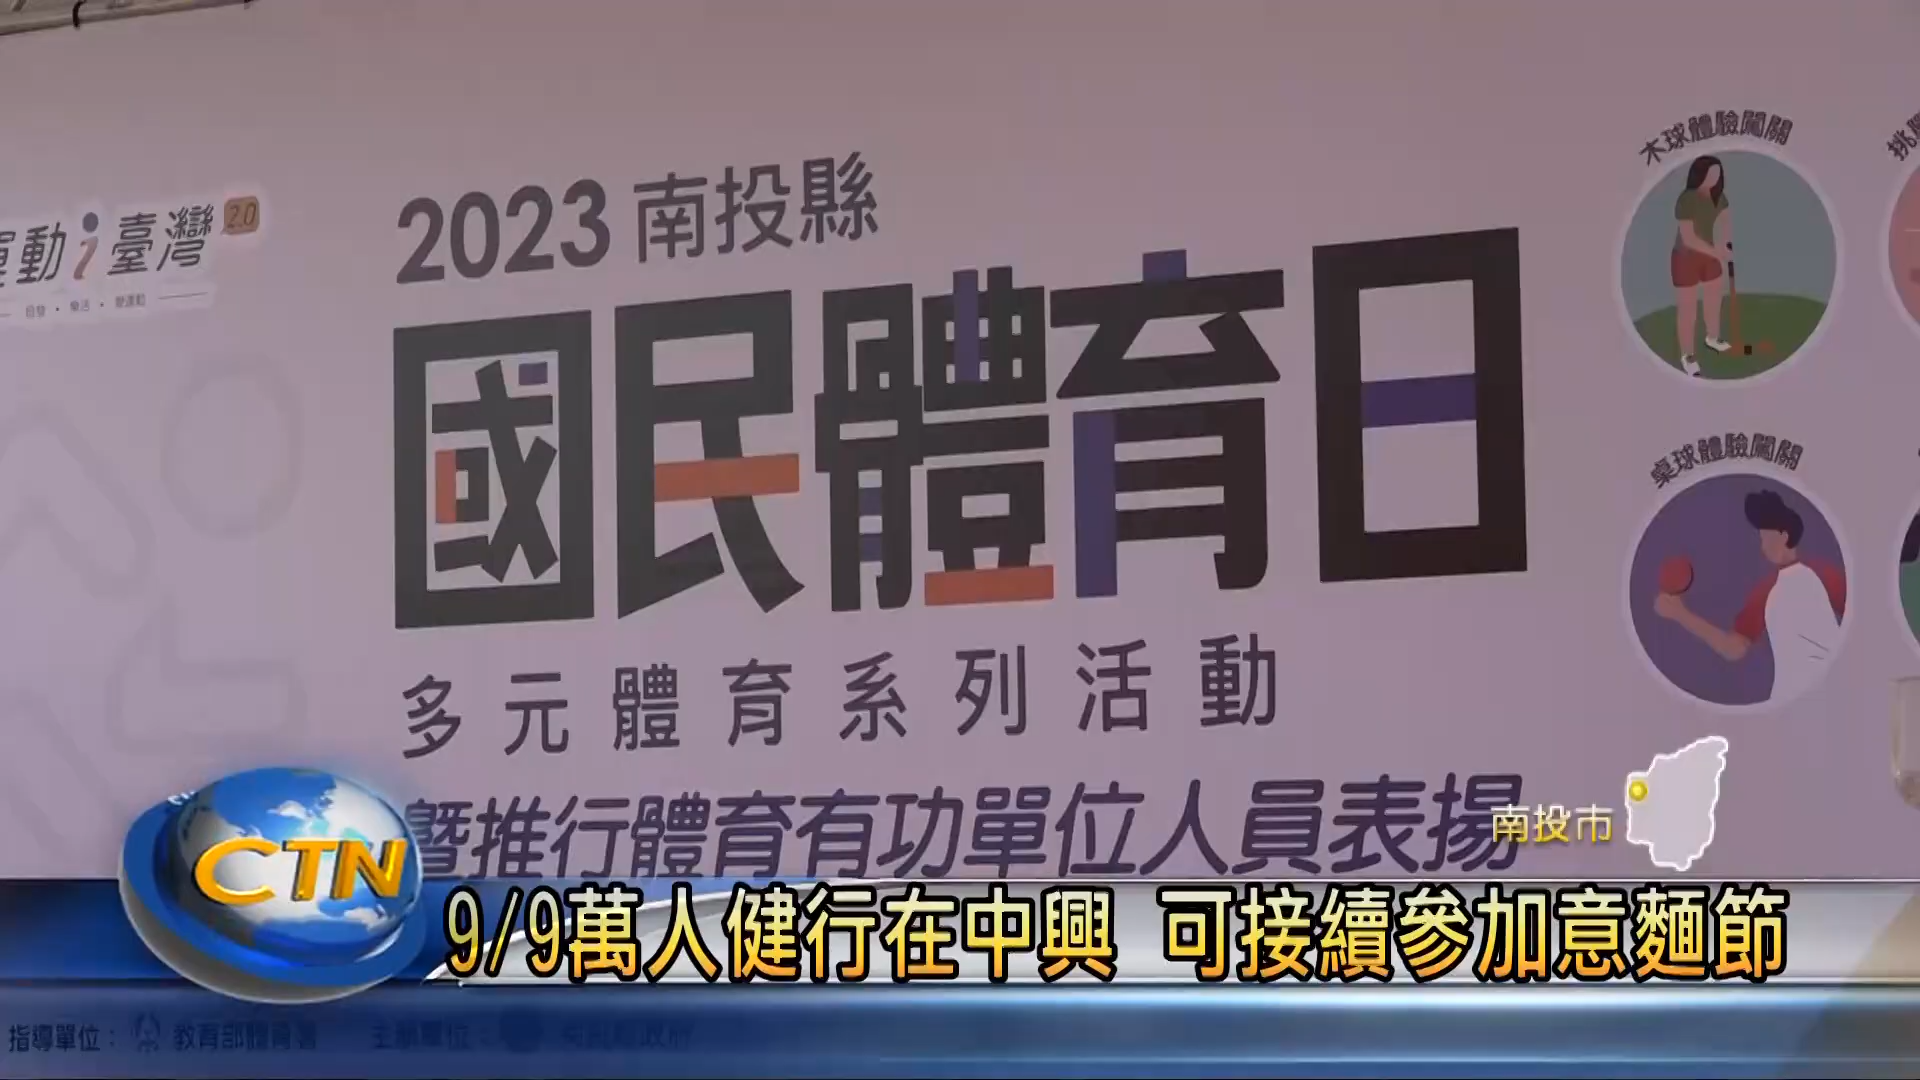 木球體驗闖關
2023 南投縣
運動i臺灣 2.0
國民體育日
桌球體驗闖關
多元體育系列活動
暨推行體育有功單位人員表揚
南投市
CTN
9/9萬人健行在中興 可接續參加意麵節
指導單位： 教育部體育署
主辦單位：